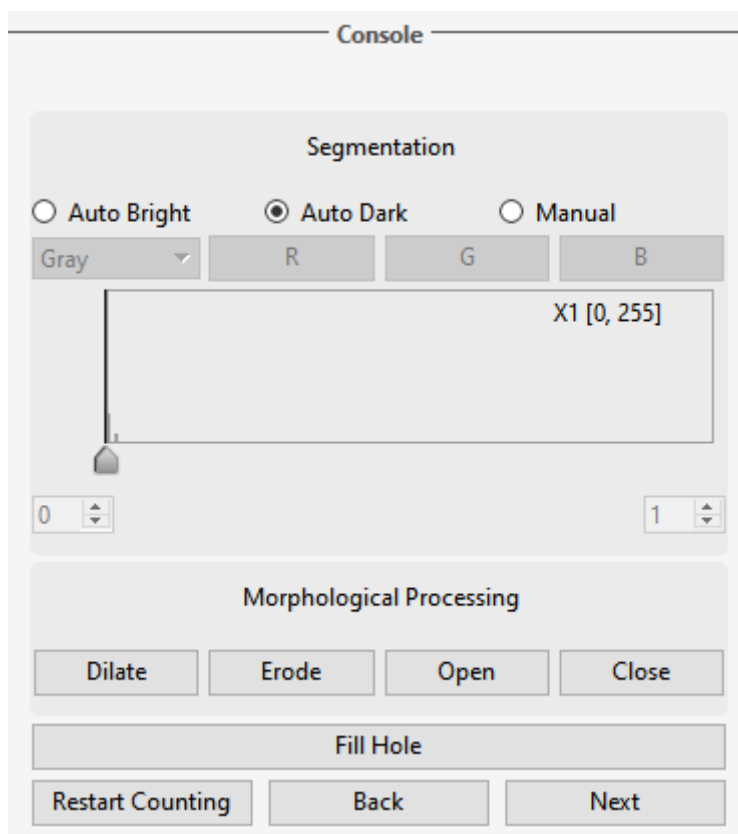 Console
Segmentation
Auto Bright Auto Dark Manual
Gray R G B
X1 [0, 255]
0 1
Morphological Processing
Dilate Erode Open Close
Fill Hole
Restart Counting Back Next